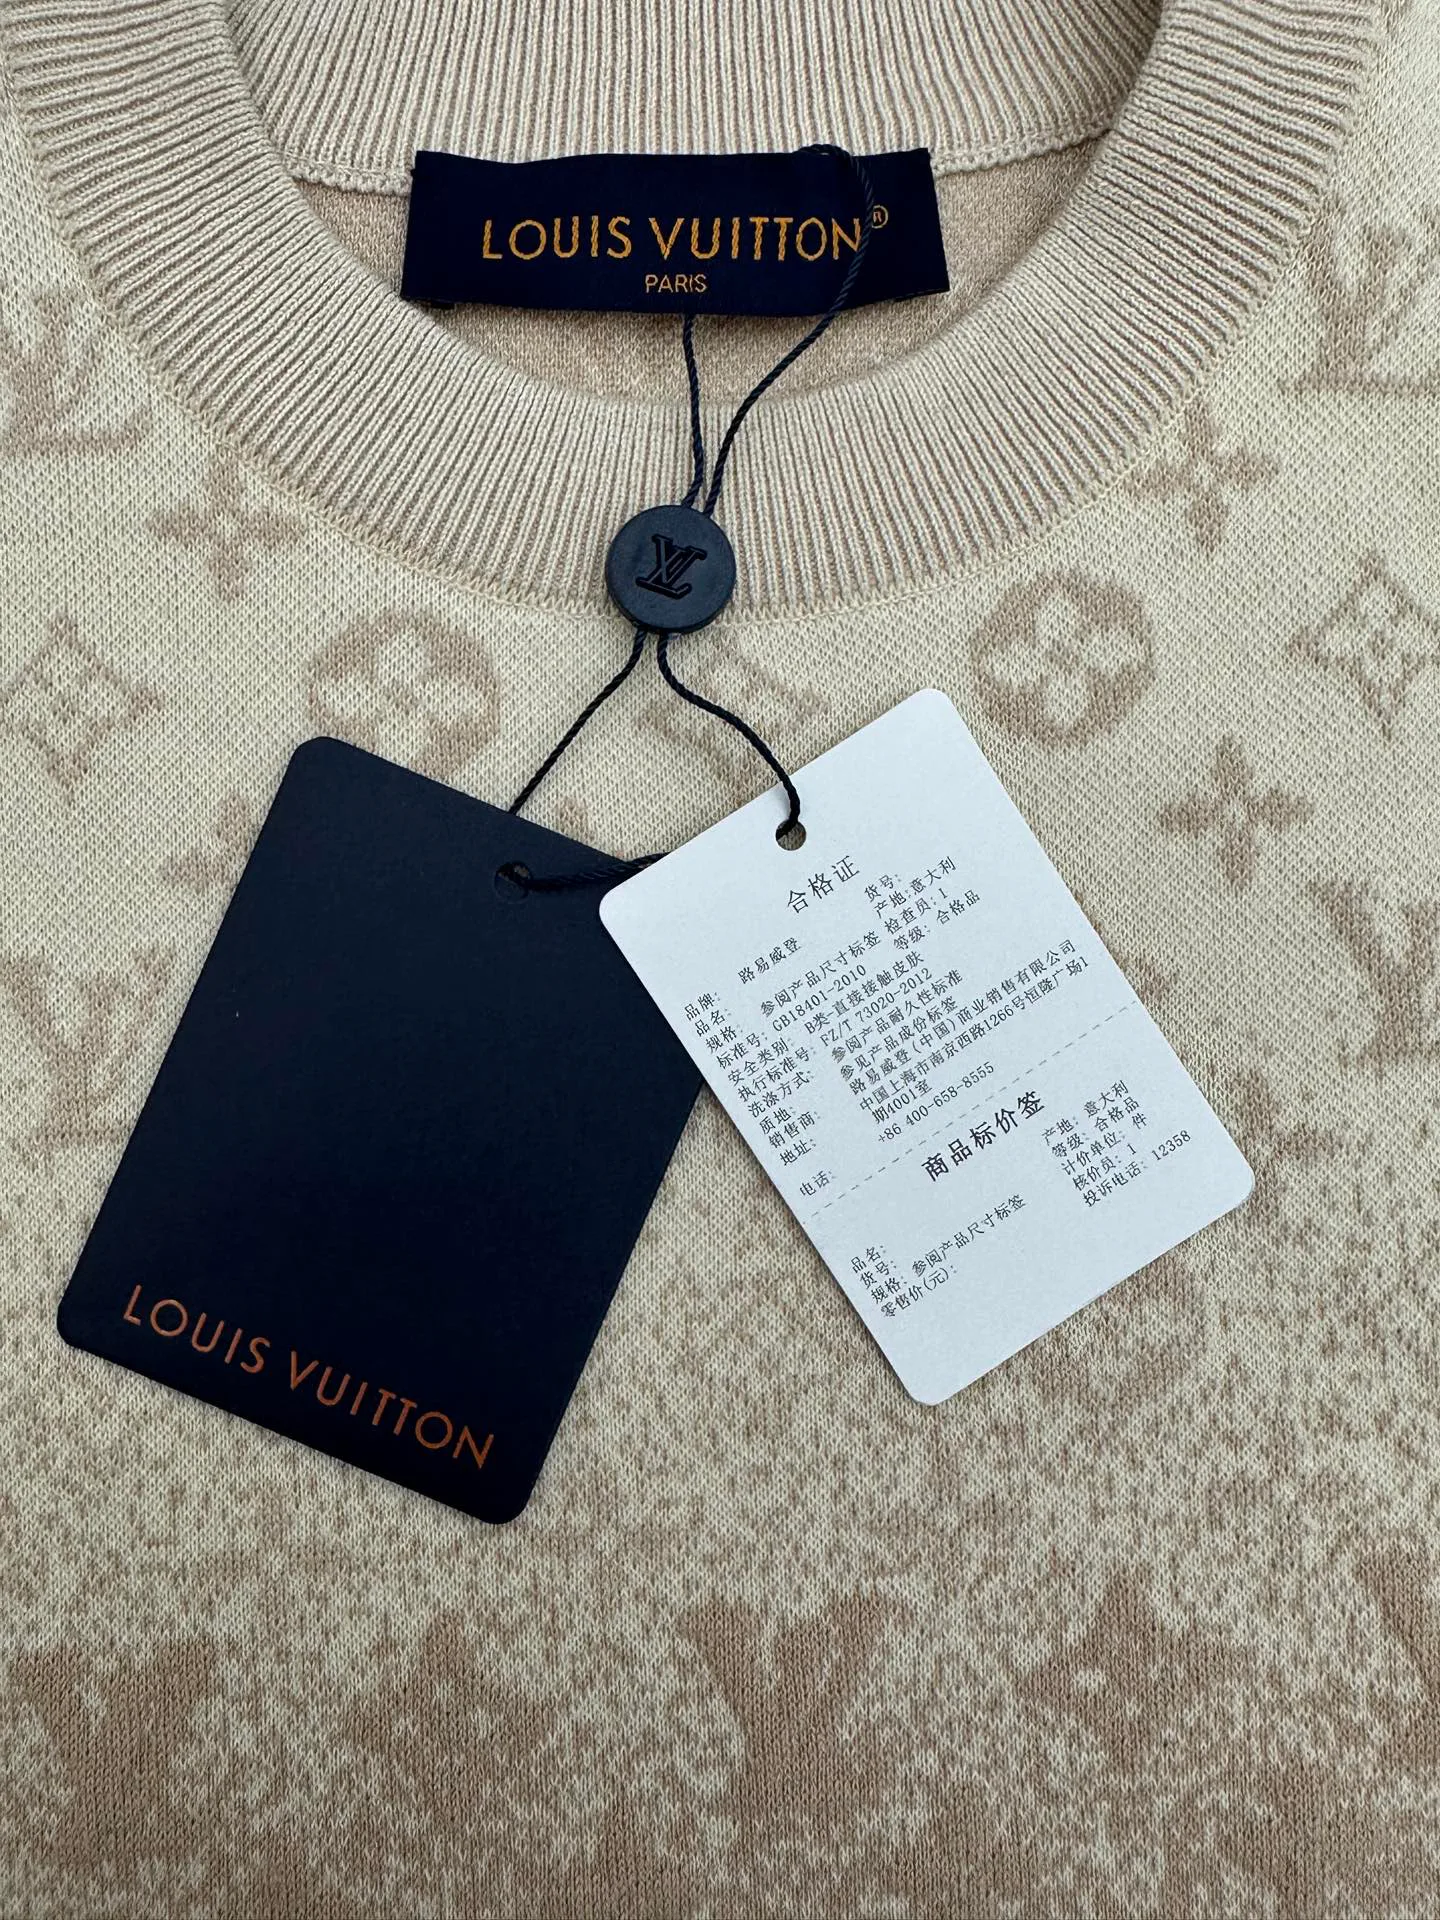 LOUIS VUITTON®
PARIS
LV
LOUIS VUITTON
合格证
品牌: 路易威登 货号:
品名: 产地:意大利
规格: 参阅产品尺寸标签 检查员:1
标准号: GB18401-2010 等级: 合格品
安全类别: B类-直接接触皮肤
执行标准号: FZ/T 73020-2012
洗涤方式: 参阅产品耐久性标准
质地: 参见产品成份标签
销售商: 路易威登(中国)商业销售有限公司
地址: 中国上海市南京西路1266号恒隆广场1
期4001室
电话: +86 400-658-8555
商品标价签
品名: 产地: 意大利
货号: 等级: 合格品
规格: 参阅产品尺寸标签 计价单位: 件
零售价(元): 核价员: 1
投诉电话: 12358